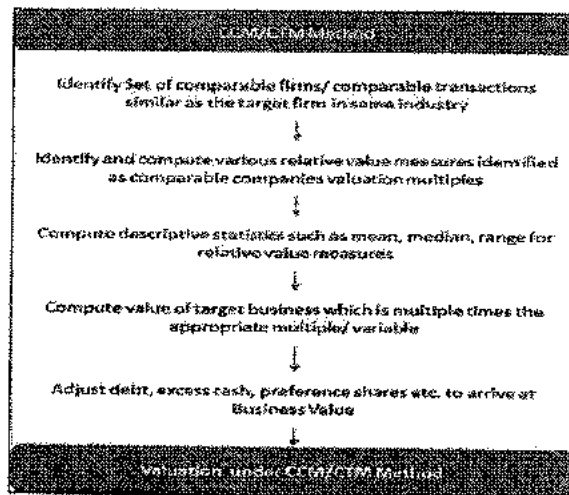 CCM/CTM Method
Identify Set of comparable firms/ comparable transactions
similar as the target firm in same industry
Identify and compute various relative value measures identified
as comparable companies valuation multiples
Compute descriptive statistics such as mean, median, range for
relative value measures
Compute value of target business which is multiple times the
appropriate multiple/ variable
Adjust debt, excess cash, preference shares etc. to arrive at
Business Value
Valuation under CCM/CTM Method